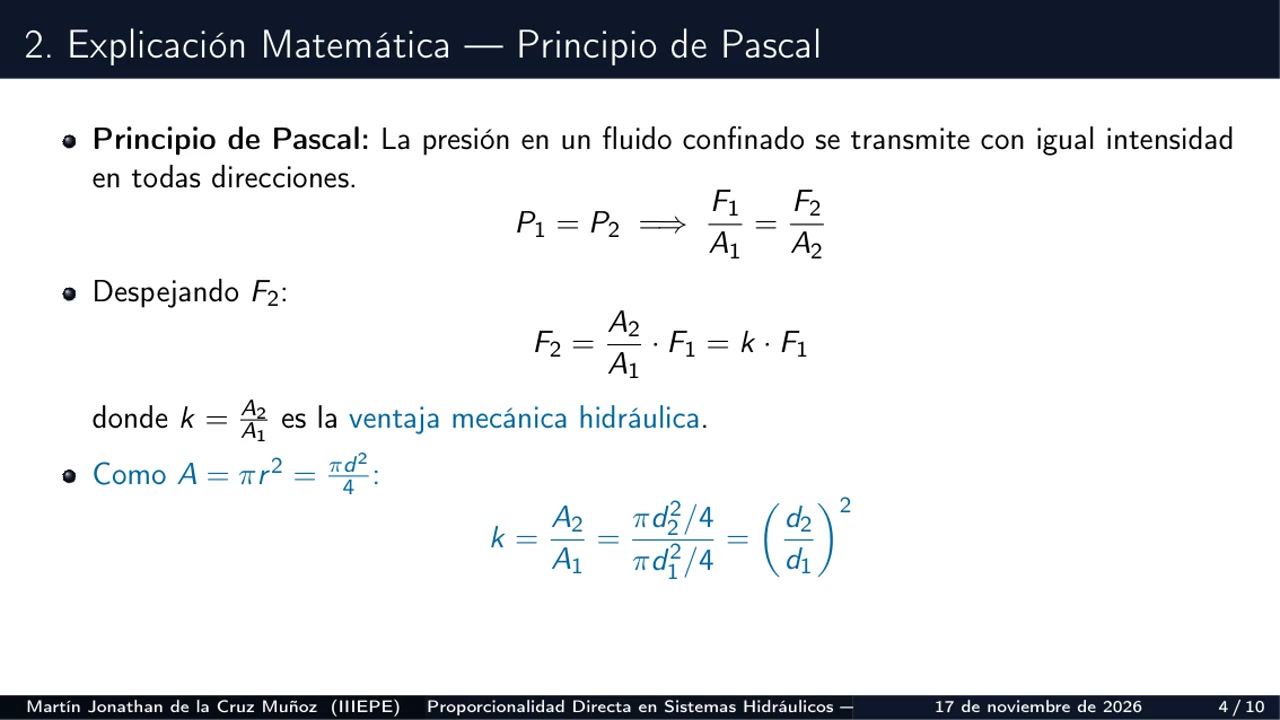 2. Explicación Matemática — Principio de Pascal
Principio de Pascal: La presión en un fluido confinado se transmite con igual intensidad
en todas direcciones.
P₁ = P₂ ⟹ F₁/A₁ = F₂/A₂
Despejando F₂:
F₂ = A₂/A₁ · F₁ = k · F₁
donde k = A₂/A₁ es la ventaja mecánica hidráulica.
Como A = πr² = πd²/4:
k = A₂/A₁ = (πd₂²/4)/(πd₁²/4) = (d₂/d₁)²
Martín Jonathan de la Cruz Muñoz (IIIEPE) Proporcionalidad Directa en Sistemas Hidráulicos — 17 de noviembre de 2026 4 / 10